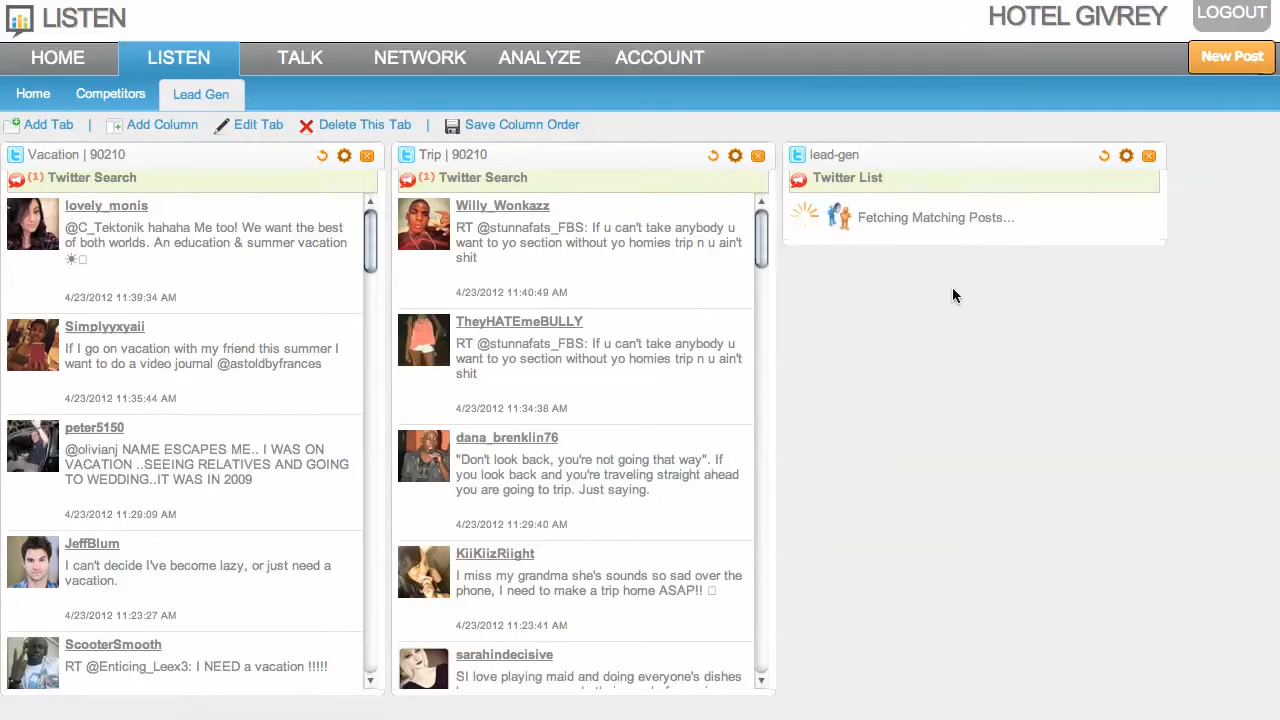 LISTEN
HOTEL GIVREY
LOGOUT
HOME
LISTEN
TALK
NETWORK
ANALYZE
ACCOUNT
New Post
Home
Competitors
Lead Gen
Add Tab
|
Add Column
Edit Tab
Delete This Tab
|
Save Column Order
Vacation | 90210
(1) Twitter Search
lovely_monis
@C_Tektonik hahaha Me too! We want the best
of both worlds. An education & summer vacation
☀
4/23/2012 11:39:34 AM
Simplyyxyaii
If I go on vacation with my friend this summer I
want to do a video journal @astoldbyfrances
4/23/2012 11:35:44 AM
peter5150
@olivianj NAME ESCAPES ME.. I WAS ON
VACATION ..SEEING RELATIVES AND GOING
TO WEDDING..IT WAS IN 2009
4/23/2012 11:29:09 AM
JeffBlum
I can't decide I've become lazy, or just need a
vacation.
4/23/2012 11:23:27 AM
ScooterSmooth
RT @Enticing_Leex3: I NEED a vacation !!!!!
Trip | 90210
(1) Twitter Search
Willy_Wonkazz
RT @stunnafats_FBS: If u can't take anybody u
want to yo section without yo homies trip n u ain't
shit
4/23/2012 11:40:49 AM
TheyHATEmeBULLY
RT @stunnafats_FBS: If u can't take anybody u
want to yo section without yo homies trip n u ain't
shit
4/23/2012 11:34:38 AM
dana_brenklin76
"Don't look back, you're not going that way". If
you look back and you're traveling straight ahead
you are going to trip. Just saying.
4/23/2012 11:29:40 AM
KiiKiizRiight
I miss my grandma she's sounds so sad over the
phone, I need to make a trip home ASAP!!
4/23/2012 11:23:41 AM
sarahindecisive
SI love playing maid and doing everyone's dishes
lead-gen
Twitter List
Fetching Matching Posts...